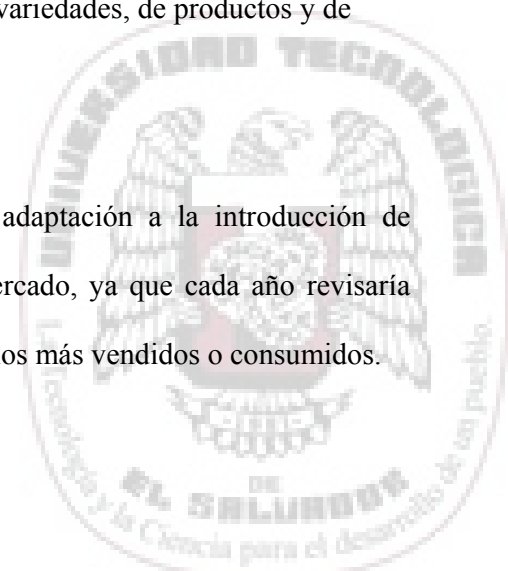 variedades, de productos y de
UNIVERSIDAD TECNOLOGICA
adaptación a la introducción de
ercado, ya que cada año revisaría
los más vendidos o consumidos.
DE
EL SALVADOR
La Tecnología y la Ciencia para el desarrollo de un pueblo.